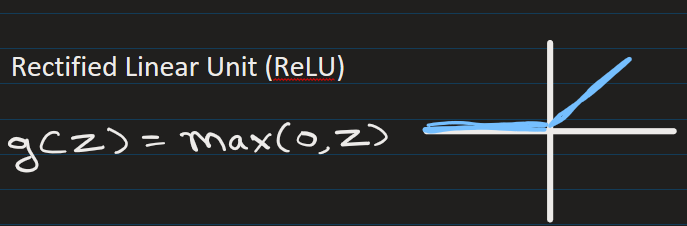 Rectified Linear Unit (ReLU)
g(z) = max(0,z)